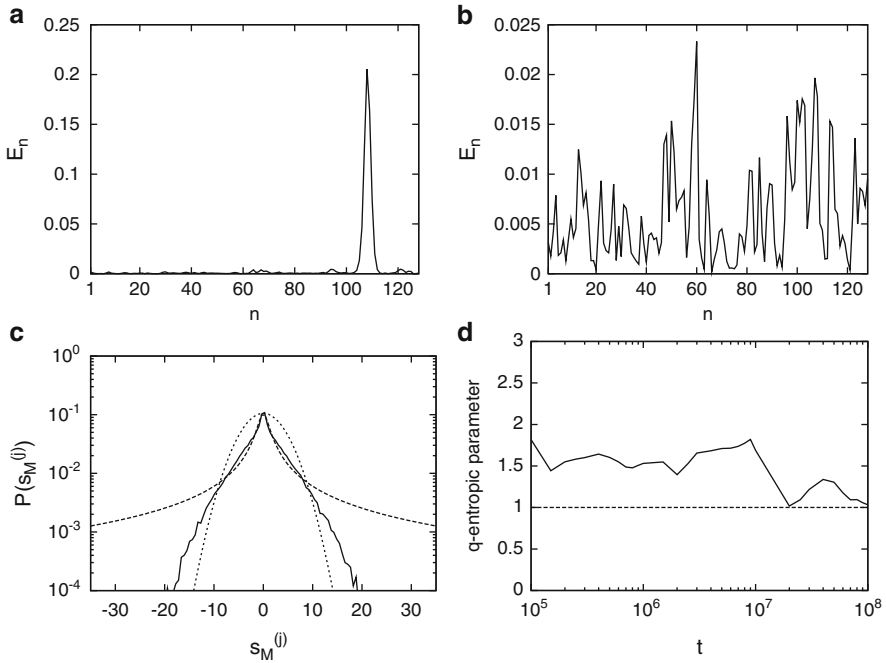 a
E_n
0.25
0.2
0.15
0.1
0.05
0
1 20 40 60 80 100 120
n
b
E_n
0.025
0.02
0.015
0.01
0.005
0
1 20 40 60 80 100 120
n
c
P(s_M^(j))
10^0
10^-1
10^-2
10^-3
10^-4
-30 -20 -10 0 10 20 30
s_M^(j)
d
q-entropic parameter
3
2.5
2
1.5
1
0.5
0
10^5 10^6 10^7 10^8
t